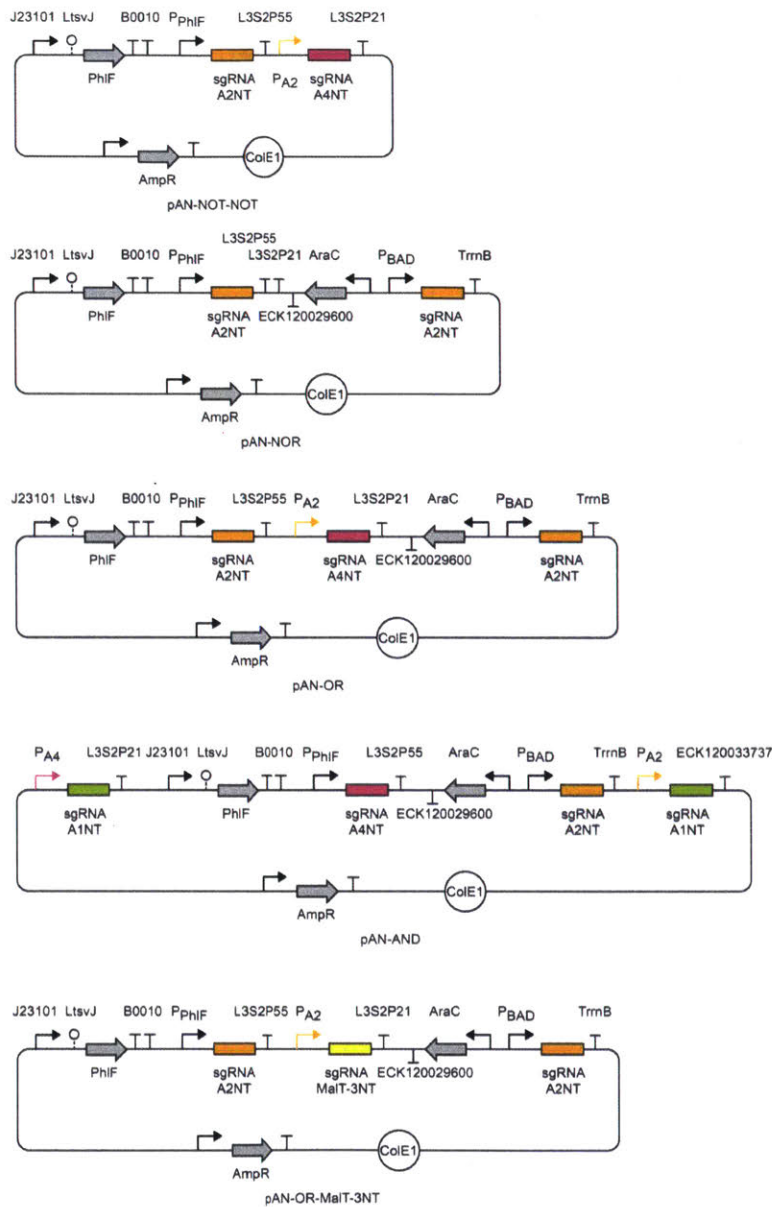 J23101 LtsvJ B0010 PPhlF L3S2P55 L3S2P21
PhlF sgRNA A2NT PA2 sgRNA A4NT
AmpR ColE1
pAN-NOT-NOT
L3S2P55
J23101 LtsvJ B0010 PPhlF L3S2P21 AraC PBAD TrrnB
PhlF sgRNA A2NT ECK120029600 sgRNA A2NT
AmpR ColE1
pAN-NOR
J23101 LtsvJ B0010 PPhlF L3S2P55 PA2 L3S2P21 AraC PBAD TrrnB
PhlF sgRNA A2NT sgRNA A4NT ECK120029600 sgRNA A2NT
AmpR ColE1
pAN-OR
PA4 L3S2P21 J23101 LtsvJ B0010 PPhlF L3S2P55 AraC PBAD TrrnB PA2 ECK120033737
sgRNA A1NT PhlF sgRNA A4NT ECK120029600 sgRNA A2NT sgRNA A1NT
AmpR ColE1
pAN-AND
J23101 LtsvJ B0010 PPhlF L3S2P55 PA2 L3S2P21 AraC PBAD TrrnB
PhlF sgRNA A2NT sgRNA MalT-3NT ECK120029600 sgRNA A2NT
AmpR ColE1
pAN-OR-MalT-3NT